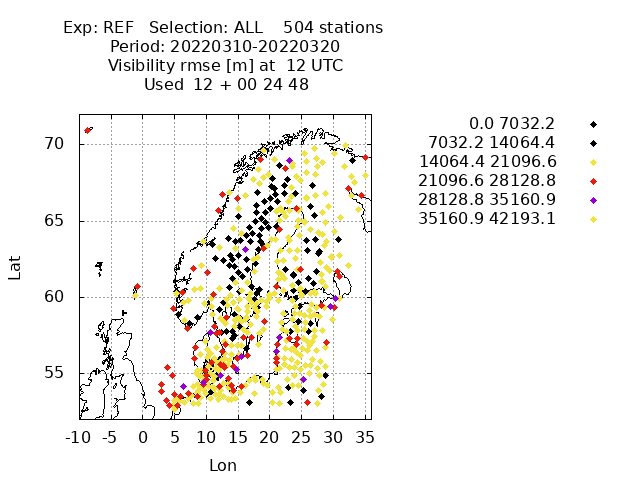 Exp: REF   Selection: ALL    504 stations
Period: 20220310-20220320
Visibility rmse [m] at  12 UTC
Used  12 + 00 24 48
70
65
60
55
Lat
-10 -5 0 5 10 15 20 25 30 35
Lon
0.0 7032.2
7032.2 14064.4
14064.4 21096.6
21096.6 28128.8
28128.8 35160.9
35160.9 42193.1